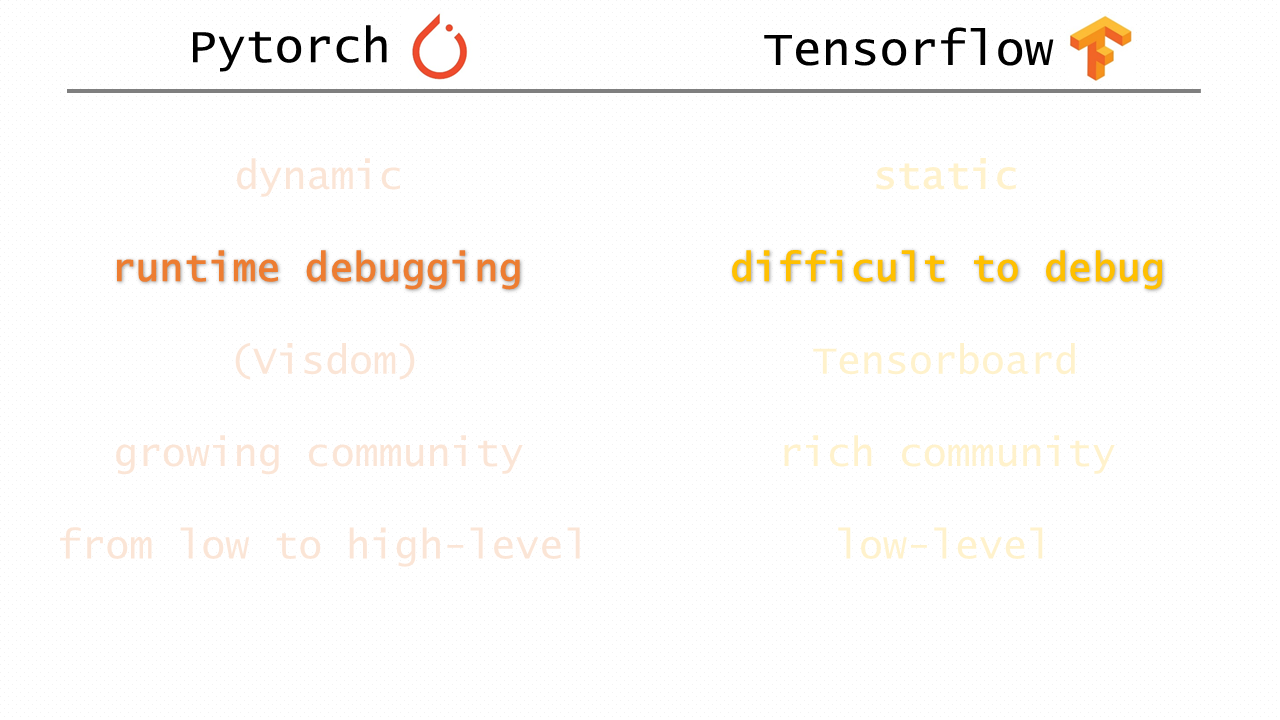 Pytorch Tensorflow
dynamic static
runtime debugging difficult to debug
(Visdom) Tensorboard
growing community rich community
from low to high-level low-level